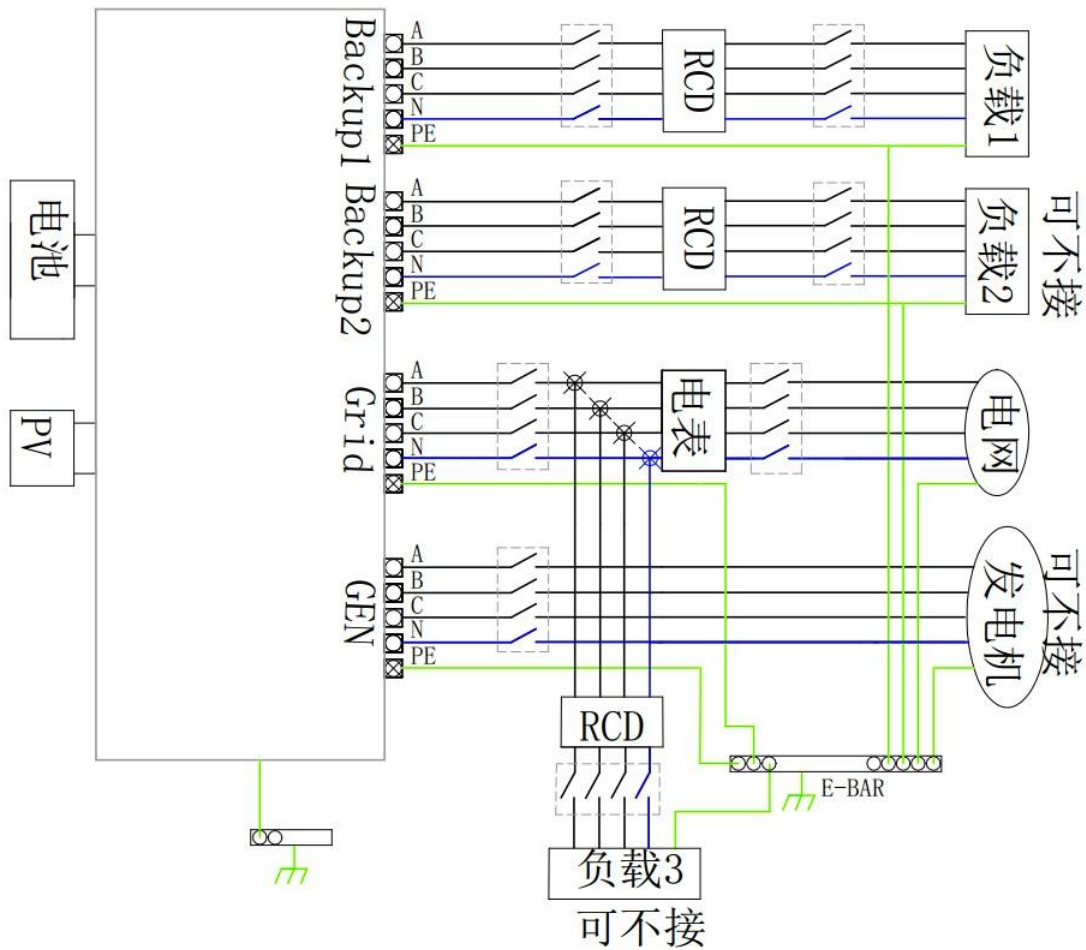 Backup1
A
B
C
N
PE
RCD
负载1
Backup2
A
B
C
N
PE
RCD
负载2
可不接
电池
PV
Grid
A
B
C
N
PE
电表
电网
GEN
A
B
C
N
PE
发电机
可不接
RCD
E-BAR
负载3
可不接